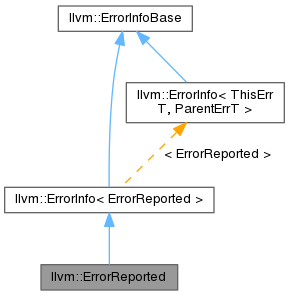 llvm::ErrorInfoBase
llvm::ErrorInfo< ThisErr
T, ParentErrT >
< ErrorReported >
llvm::ErrorInfo< ErrorReported >
llvm::ErrorReported